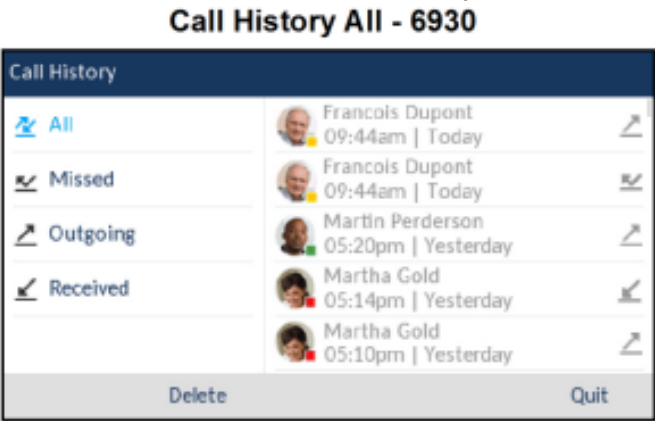 Call History All - 6930
Call History
All
Missed
Outgoing
Received
Francois Dupont
09:44am | Today
Francois Dupont
09:44am | Today
Martin Perderson
05:20pm | Yesterday
Martha Gold
05:14pm | Yesterday
Martha Gold
05:10pm | Yesterday
Delete
Quit